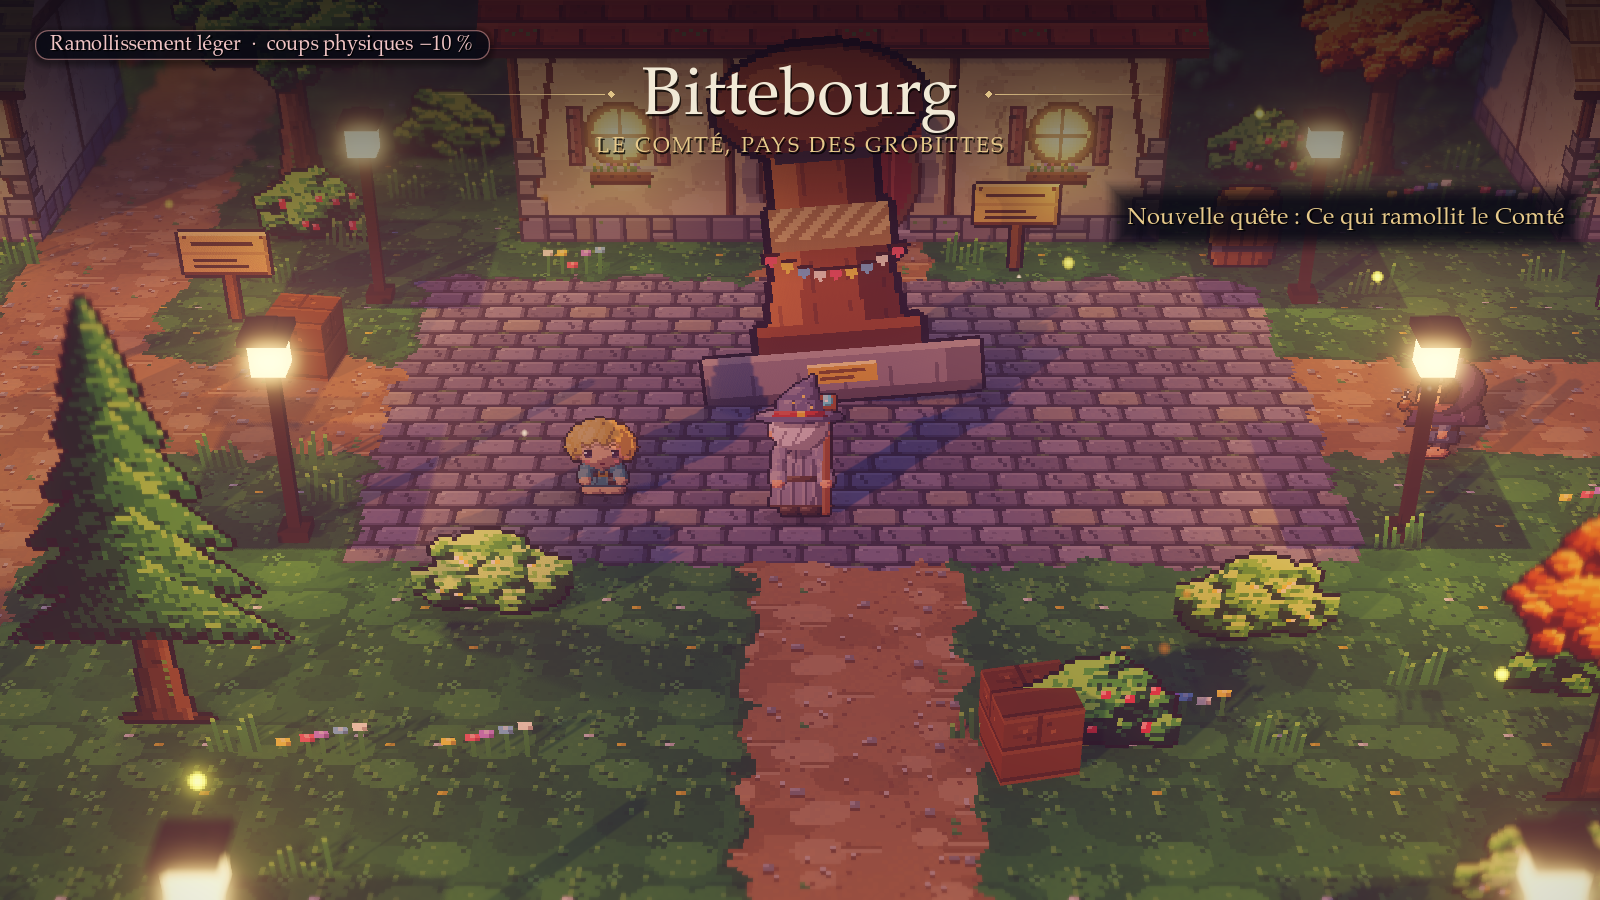 Ramollissement léger · coups physiques −10 %
Bittebourg
LE COMTÉ, PAYS DES GROBITTES
Nouvelle quête : Ce qui ramollit le Comté